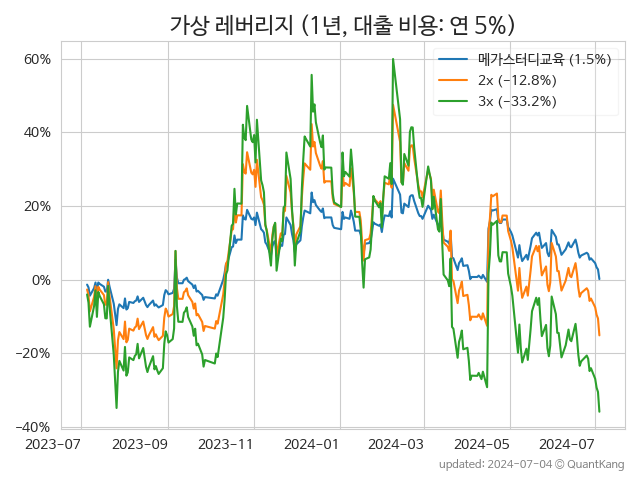 가상 레버리지 (1년, 대출 비용: 연 5%)
메가스터디교육 (1.5%)
2x (−12.8%)
3x (−33.2%)
60%
40%
20%
0%
−20%
−40%
2023−07 2023−09 2023−11 2024−01 2024−03 2024−05 2024−07
updated: 2024-07-04 © QuantKang